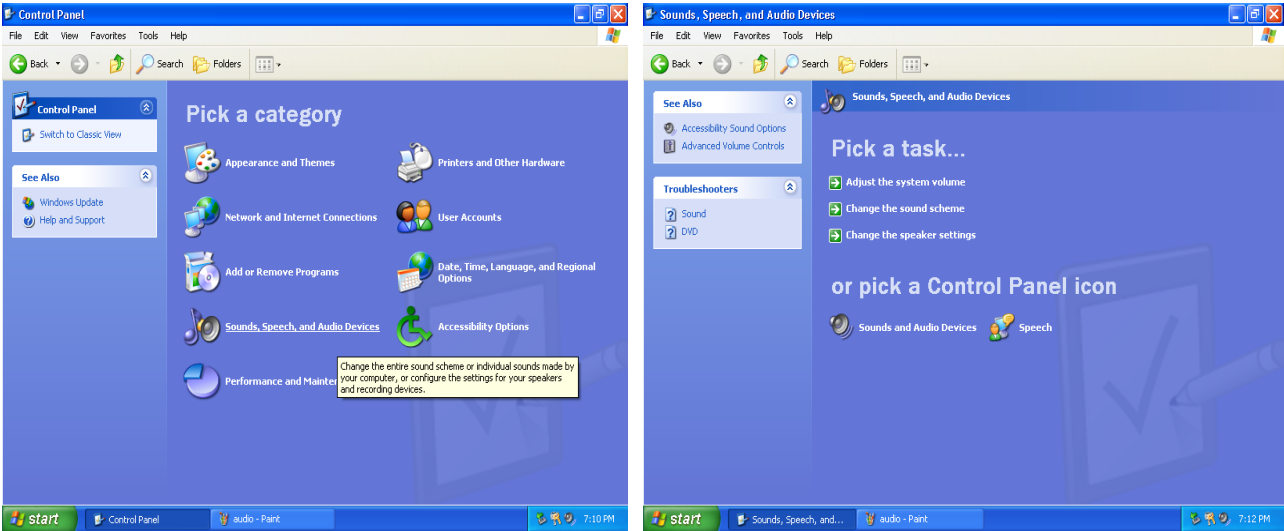 Control Panel
File Edit View Favorites Tools Help
Back Search Folders
Control Panel
Switch to Classic View
See Also
Windows Update
Help and Support
Pick a category
Appearance and Themes
Printers and Other Hardware
Network and Internet Connections
User Accounts
Add or Remove Programs
Date, Time, Language, and Regional
Options
Sounds, Speech, and Audio Devices
Accessibility Options
Performance and Mainte
Change the entire sound scheme or individual sounds made by
your computer, or configure the settings for your speakers
and recording devices.
start Control Panel audio - Paint 7:10 PM
Sounds, Speech, and Audio Devices
File Edit View Favorites Tools Help
Back Search Folders
See Also
Accessibility Sound Options
Advanced Volume Controls
Troubleshooters
Sound
DVD
Sounds, Speech, and Audio Devices
Pick a task...
Adjust the system volume
Change the sound scheme
Change the speaker settings
or pick a Control Panel icon
Sounds and Audio Devices Speech
start Sounds, Speech, and... audio - Paint 7:12 PM